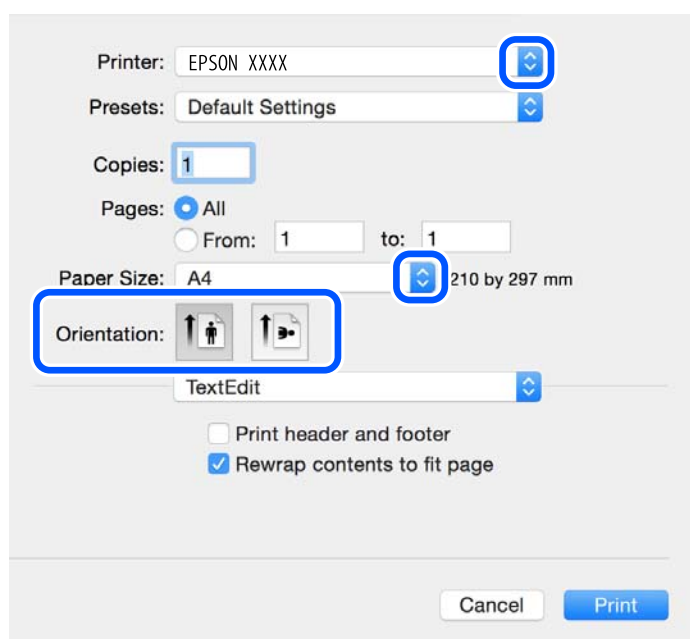 Printer: EPSON XXXX
Presets: Default Settings
Copies: 1
Pages: All
From: 1 to: 1
Paper Size: A4 210 by 297 mm
Orientation:
TextEdit
Print header and footer
Rewrap contents to fit page
Cancel Print